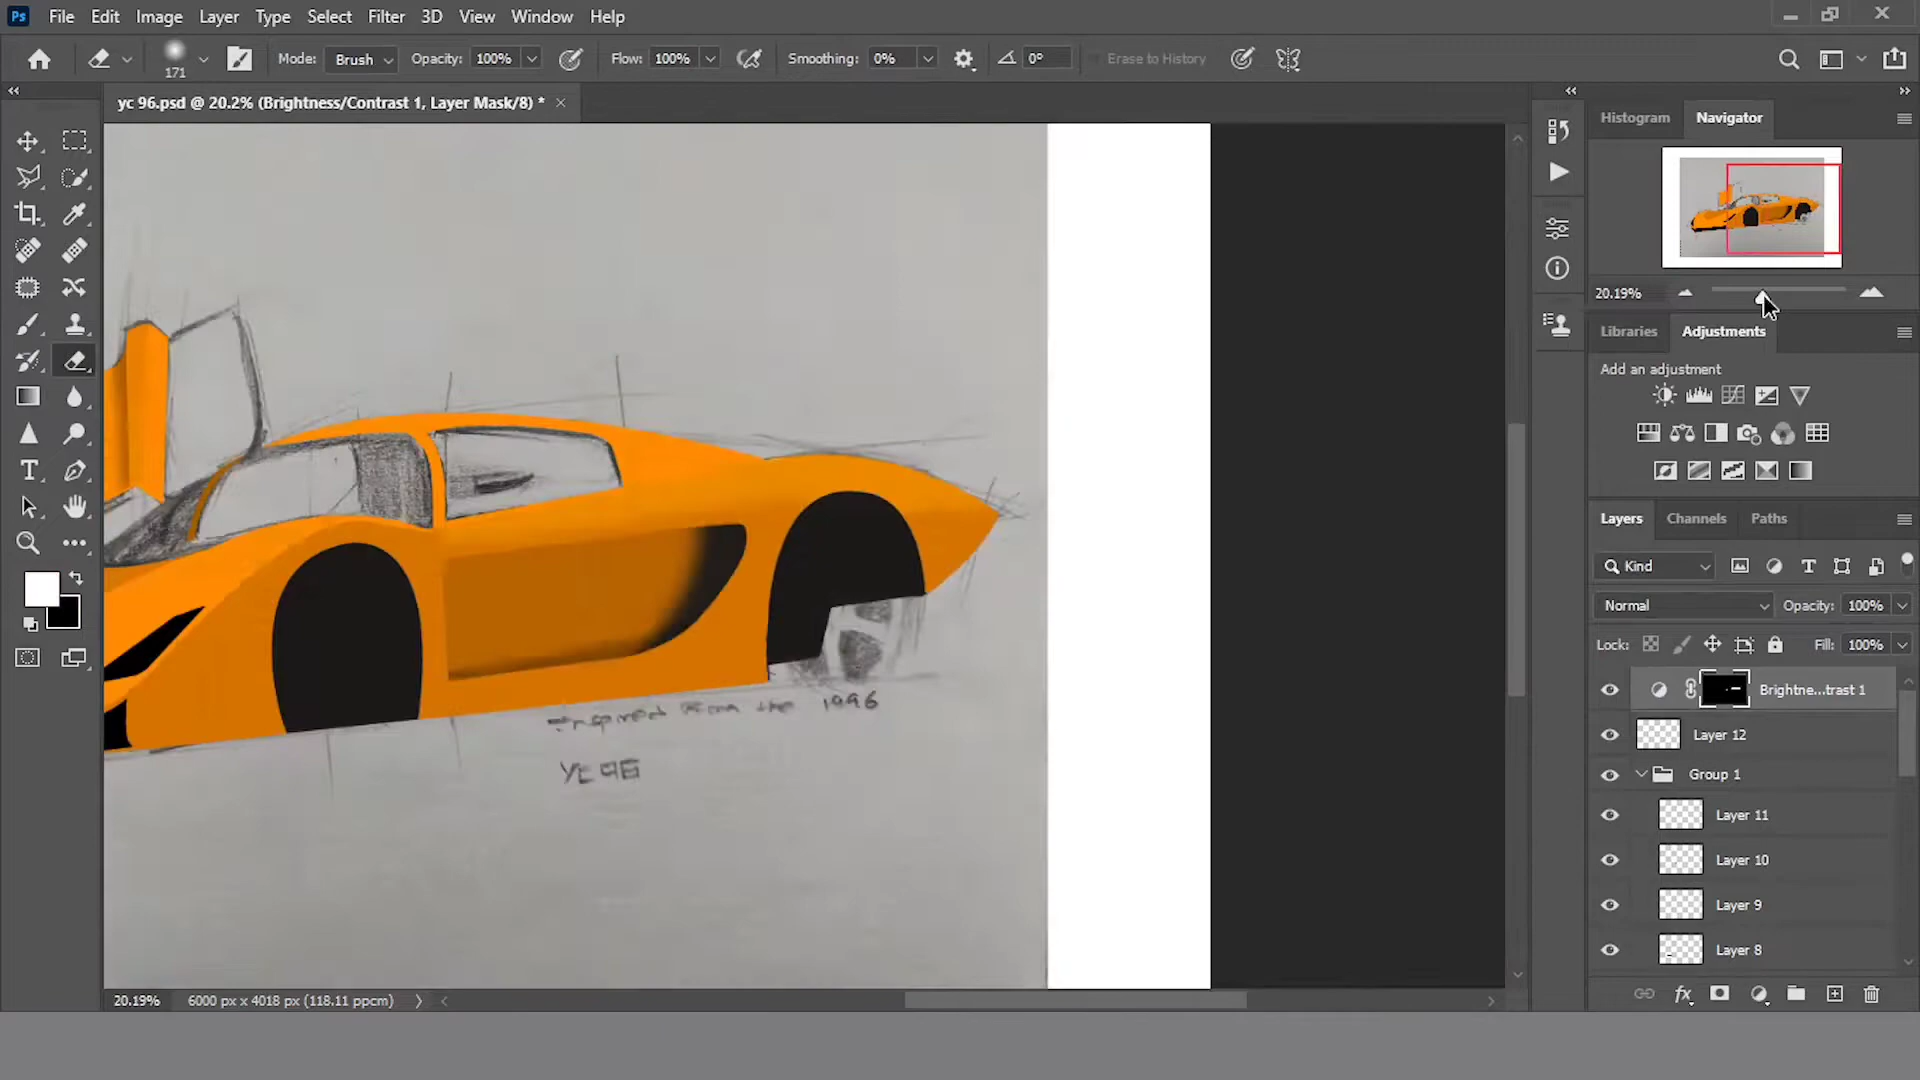 Ps File Edit Image Layer Type Select Filter 3D View Window Help
171 Mode: Brush Opacity: 100% Flow: 100% Smoothing: 0% 0° Erase to History
yc 96.psd @ 20.2% (Brightness/Contrast 1, Layer Mask/8) *
Histogram Navigator
20.19%
Libraries Adjustments
Add an adjustment
Layers Channels Paths
Kind
Normal Opacity: 100%
Lock: Fill: 100%
Brightne...trast 1
Layer 12
Group 1
Layer 11
Layer 10
Layer 9
Layer 8
T
inspired from the 1996
YC 96
20.19% 6000 px x 4018 px (118.11 ppcm)